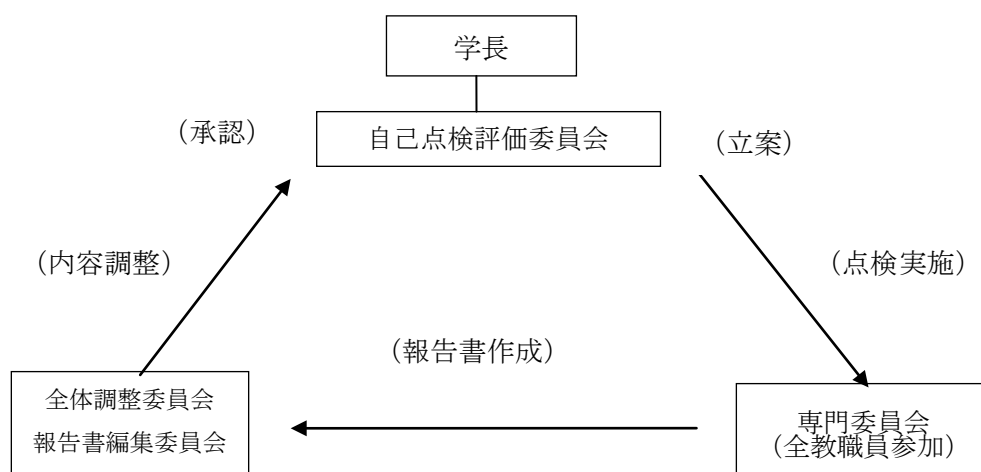 学長
(承認)
自己点検評価委員会
(立案)
(内容調整)
(点検実施)
(報告書作成)
全体調整委員会
報告書編集委員会
専門委員会
(全教職員参加)